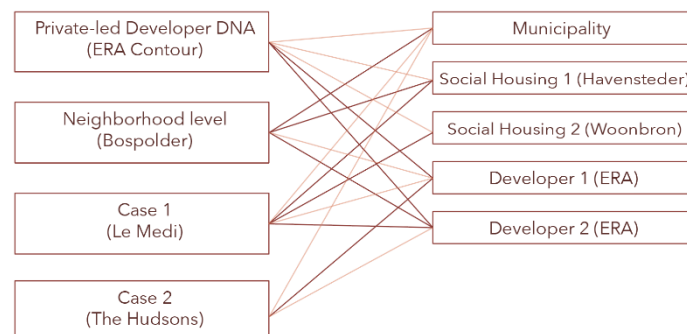 Private-led Developer DNA
(ERA Contour)
Neighborhood level
(Bospolder)
Case 1
(Le Medi)
Case 2
(The Hudsons)
Municipality
Social Housing 1 (Havensteder)
Social Housing 2 (Woonbron)
Developer 1 (ERA)
Developer 2 (ERA)